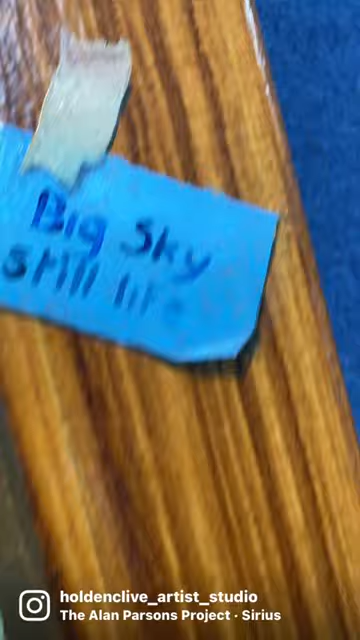 Big Sky
still life
holdenclive_artist_studio
The Alan Parsons Project · Sirius